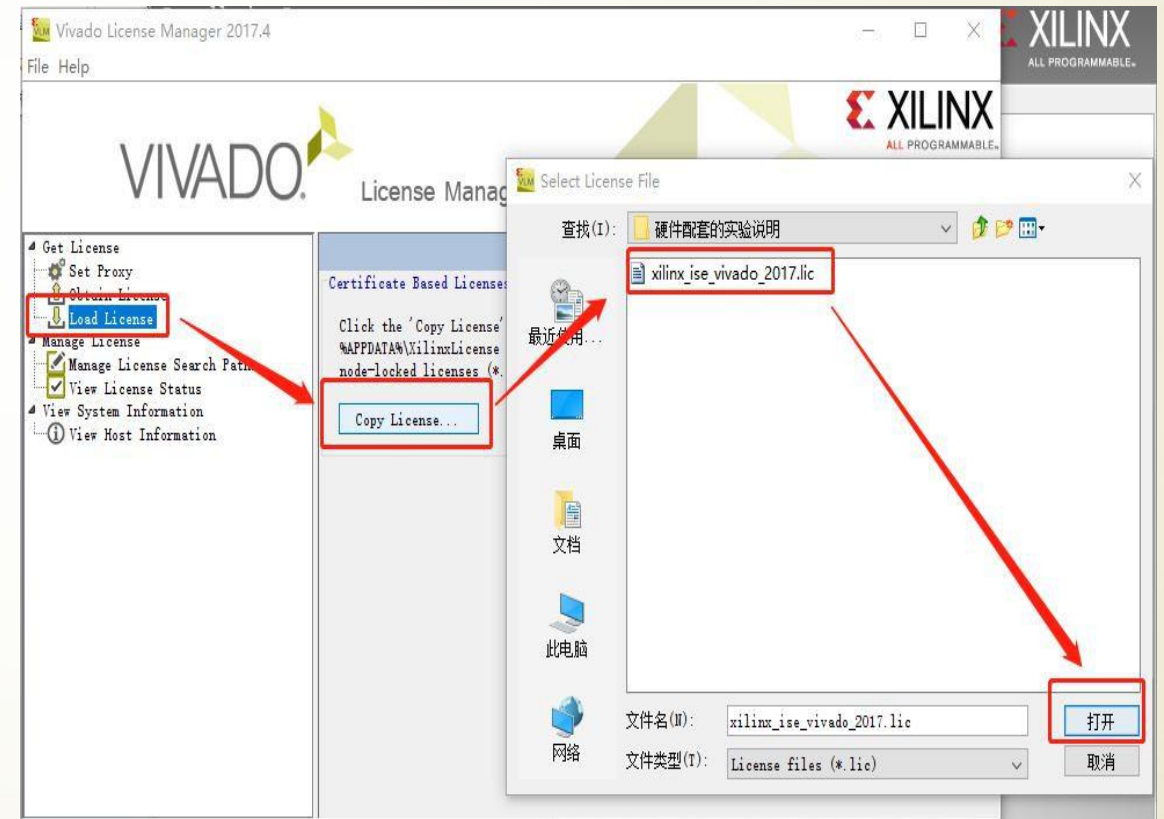 Vivado License Manager 2017.4
XILINX
ALL PROGRAMMABLE.
File Help
XILINX
ALL PROGRAMMABLE.
VIVADO.
License Manag
Select License File
查找(I):
硬件配套的实验说明
Get License
Set Proxy
Obtain License
Load License
Manage License
Manage License Search Path
View License Status
View System Information
View Host Information
Certificate Based Licenses
Click the 'Copy License'
%APPDATA%\XilinxLicense
node-locked licenses (*.
Copy License...
xilinx_ise_vivado_2017.lic
最近使用...
桌面
文档
此电脑
网络
文件名(N):
xilinx_ise_vivado_2017.lic
打开
文件类型(T):
License files (*.lic)
取消